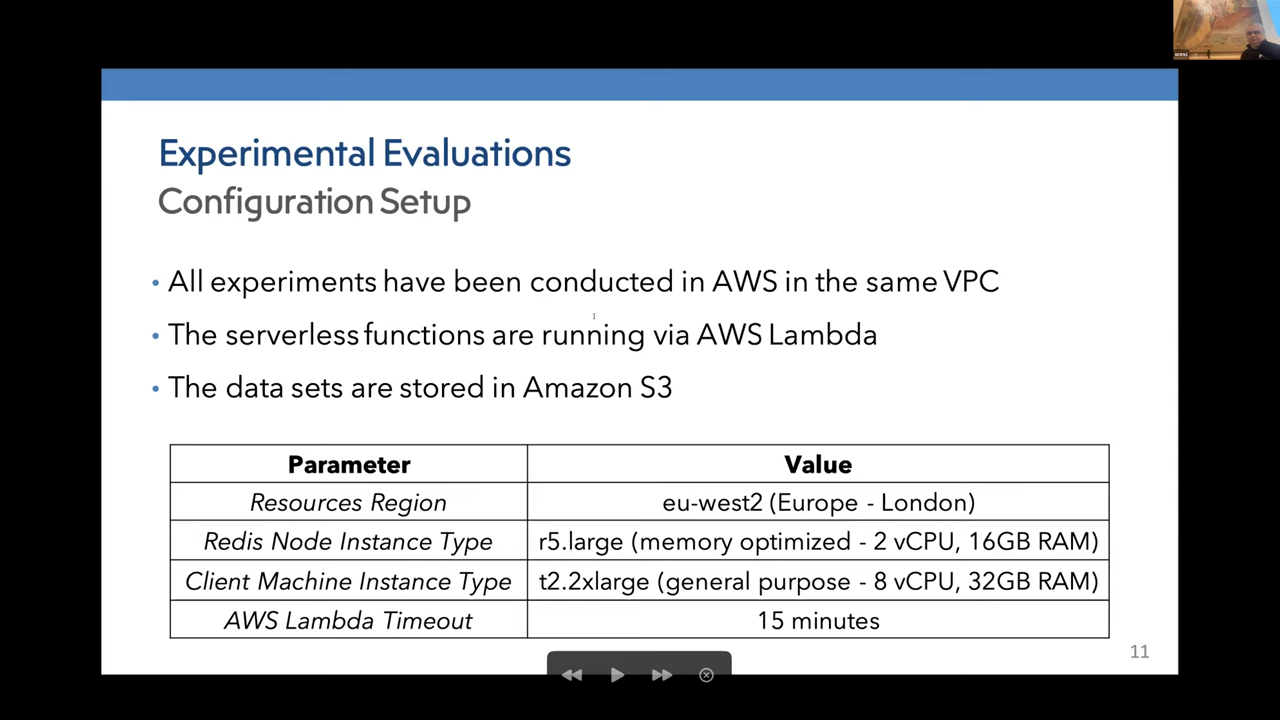 Experimental Evaluations
Configuration Setup
• All experiments have been conducted in AWS in the same VPC
• The serverless functions are running via AWS Lambda
• The data sets are stored in Amazon S3
Parameter Value
Resources Region eu-west2 (Europe - London)
Redis Node Instance Type r5.large (memory optimized - 2 vCPU, 16GB RAM)
Client Machine Instance Type t2.2xlarge (general purpose - 8 vCPU, 32GB RAM)
AWS Lambda Timeout 15 minutes
11